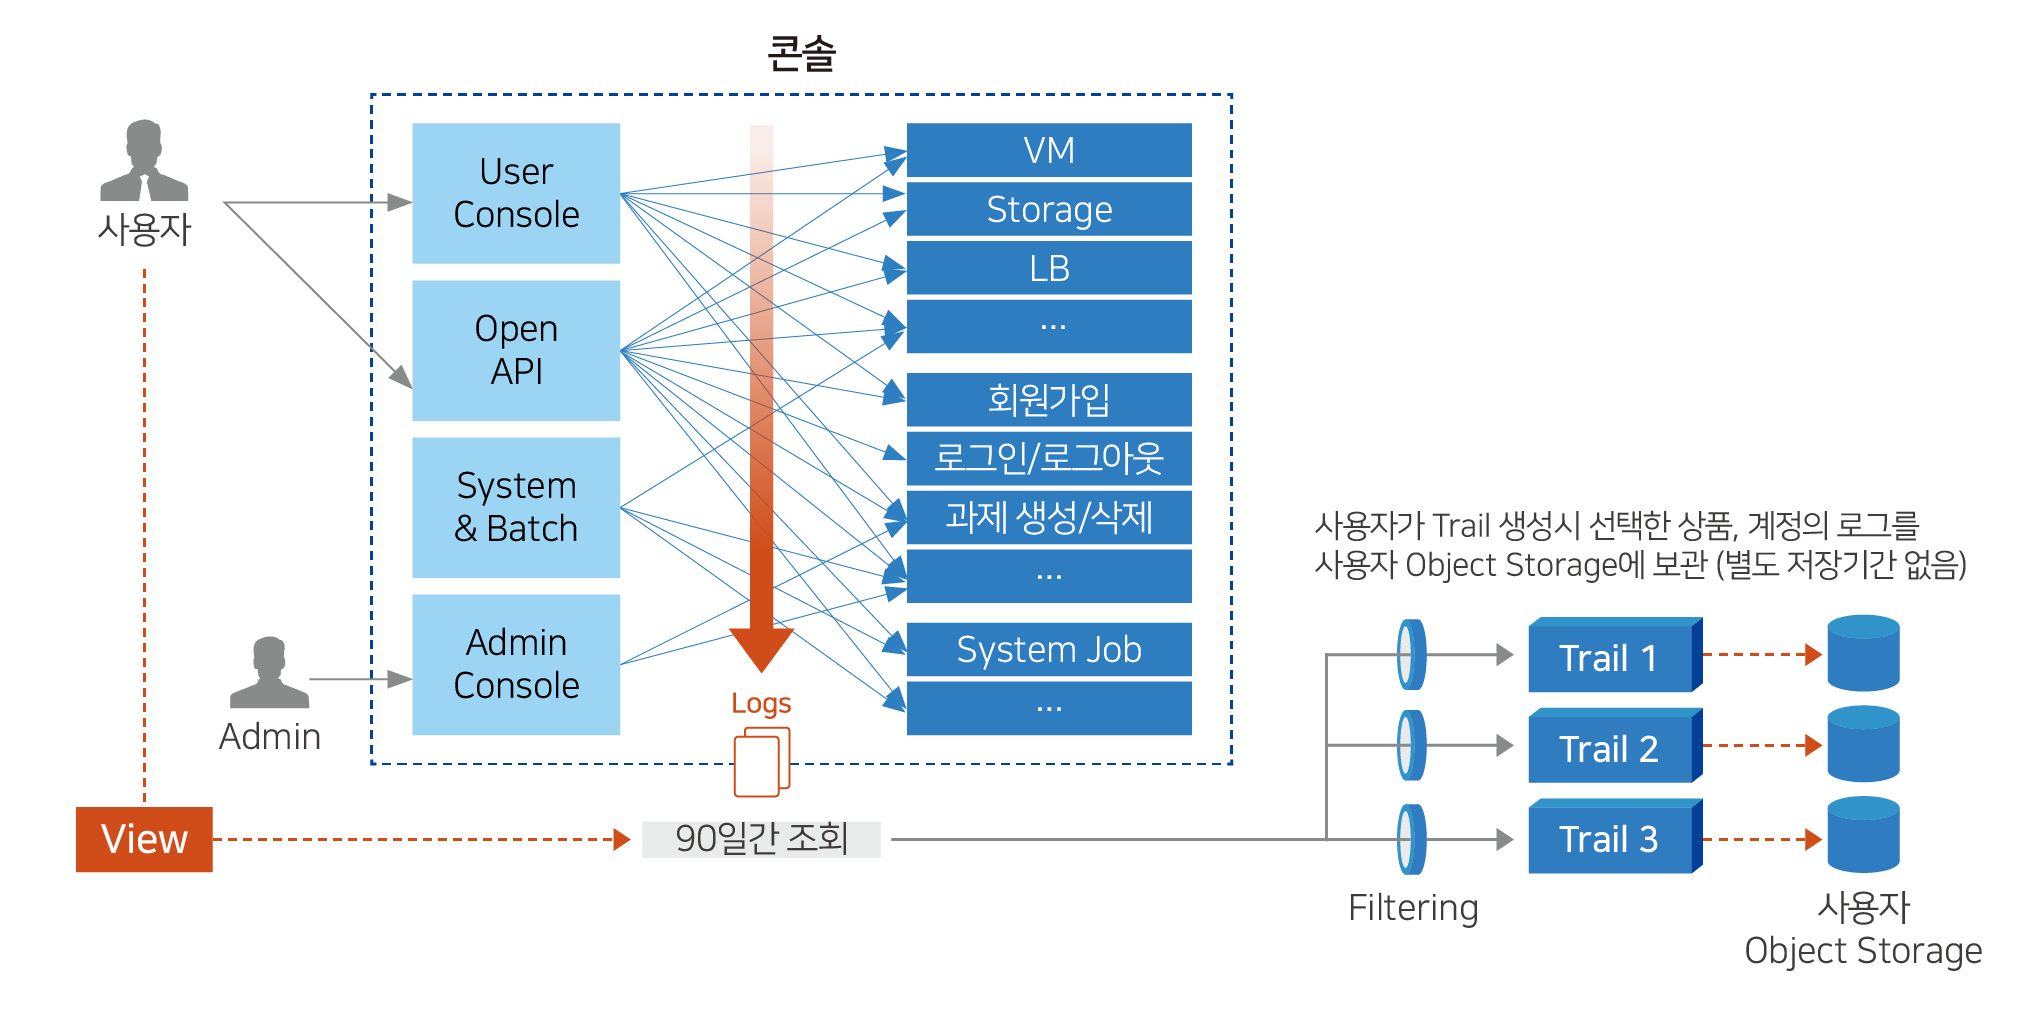 콘솔
사용자
User
Console
Open
API
System
& Batch
Admin
Console
Admin
VM
Storage
LB
...
회원가입
로그인/로그아웃
과제 생성/삭제
...
System Job
...
Logs
View
90일간 조회
사용자가 Trail 생성시 선택한 상품, 계정의 로그를
사용자 Object Storage에 보관 (별도 저장기간 없음)
Trail 1
Trail 2
Trail 3
Filtering
사용자
Object Storage